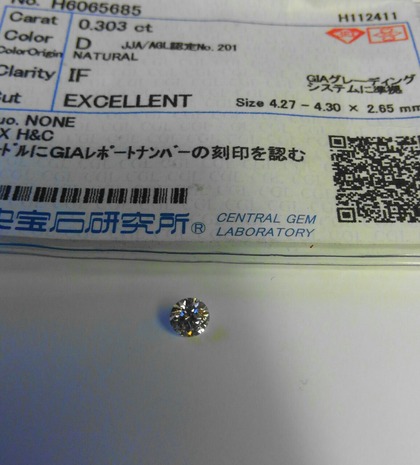 No. H6065685
H112411
Carat 0.303 ct
Color D JJA/AGL認定No. 201
ColorOrigin NATURAL
Clarity IF
GIAグレーディング
システムに準拠
Cut EXCELLENT Size 4.27 - 4.30 × 2.65 mm
uo. NONE
X H&C
ードルにGIAレポートナンバーの刻印を認む
宝石研究所® CENTRAL GEM
LABORATORY